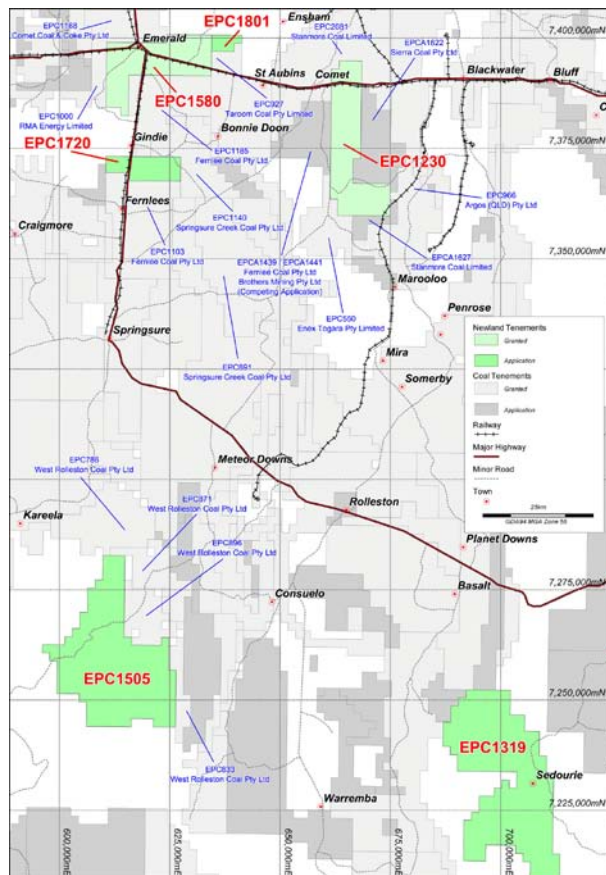 EPC1168
Comet Coal & Coke Pty Ltd
Emerald
EPC1801
Ensham
EPC2081
Stanmore Coal Limited
EPCA1622
Sierra Coal Pty Ltd
7,400,000mN
St Aubins
Comet
Blackwater
Bluff
EPC1000
RMA Energy Limited
EPC1580
EPC927
Taroom Coal Pty Limited
Bonnie Doon
Gindie
EPC1720
EPC1185
Fernlee Coal Pty Ltd
EPC1230
7,375,000mN
EPC1140
Springsure Creek Coal Pty Ltd
EPC966
Argos (QLD) Pty Ltd
Fernlees
Craigmore
EPC1103
Fernlee Coal Pty Ltd
EPCA1439 / EPCA1441
Fernlee Coal Pty Ltd
Brothers Mining Pty Ltd
(Competing Application)
EPCA1627
Stanmore Coal Limited
7,350,000mN
EPC550
Enex Togara Pty Limited
Marooloo
Penrose
Springsure
EPC891
Springsure Creek Coal Pty Ltd
Mira
Somerby
Newland Tenements
Granted
Application
Coal Tenements
Granted
Application
Railway
Major Highway
Minor Road
Town
25km
GDA94 MGA Zone 55
EPC786
West Rolleston Coal Pty Ltd
Meteor Downs
EPC871
West Rolleston Coal Pty Ltd
Rolleston
Kareela
EPC896
West Rolleston Coal Pty Ltd
Planet Downs
Consuelo
Basalt
7,275,000mN
EPC1505
7,250,000mN
EPC1319
EPC833
West Rolleston Coal Pty Ltd
Sedourie
Warremba
7,225,000mN
600,000mE
625,000mE
650,000mE
675,000mE
700,000mE